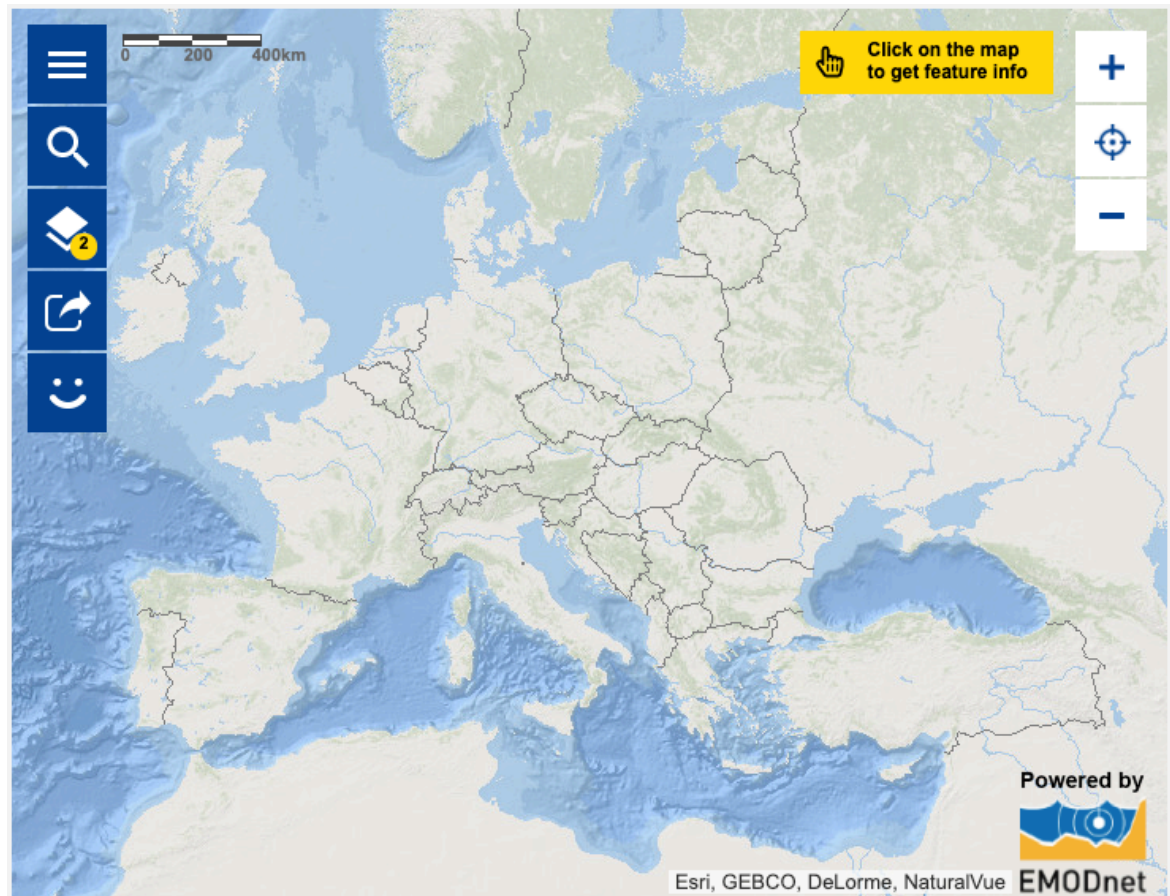 0 200 400km
Click on the map
to get feature info
+
2
−
Powered by
EMODnet
Esri, GEBCO, DeLorme, NaturalVue